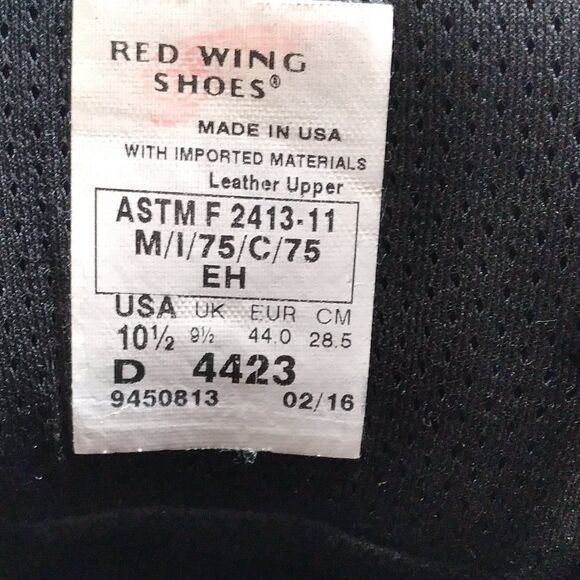 RED WING
SHOES®
MADE IN USA
WITH IMPORTED MATERIALS
Leather Upper
ASTM F 2413-11
M/I/75/C/75
EH
USA UK EUR CM
10½ 9½ 44.0 28.5
D 4423
9450813 02/16